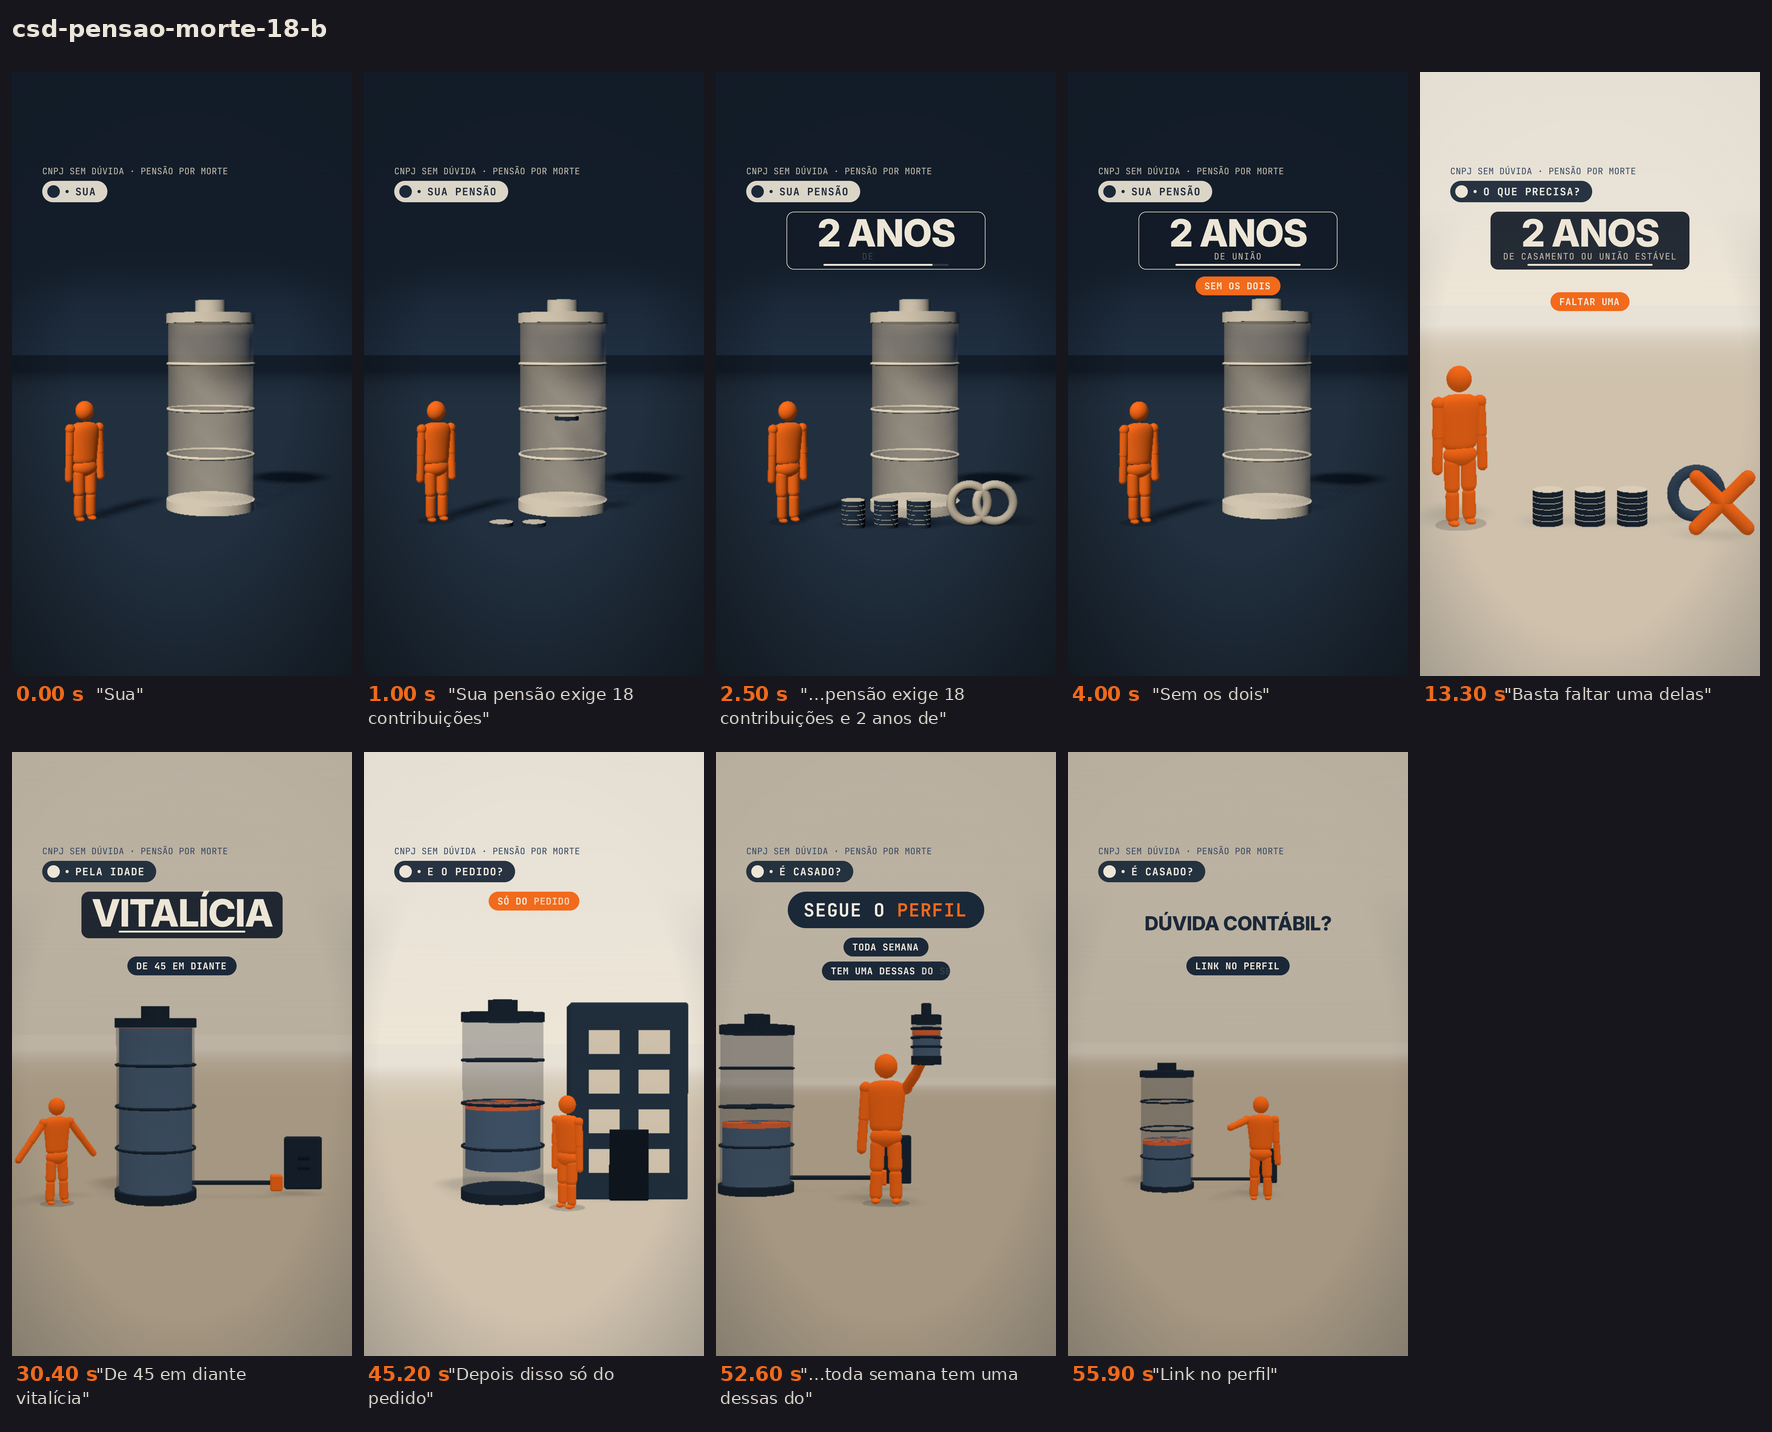 csd-pensao-morte-18-b
CNPJ SEM DÚVIDA · PENSÃO POR MORTE
• SUA
0.00 s "Sua"
CNPJ SEM DÚVIDA · PENSÃO POR MORTE
• SUA PENSÃO
1.00 s "Sua pensão exige 18
contribuições"
CNPJ SEM DÚVIDA · PENSÃO POR MORTE
• SUA PENSÃO
2 ANOS
DE
2.50 s "...pensão exige 18
contribuições e 2 anos de"
CNPJ SEM DÚVIDA · PENSÃO POR MORTE
• SUA PENSÃO
2 ANOS
DE UNIÃO
SEM OS DOIS
4.00 s "Sem os dois"
CNPJ SEM DÚVIDA · PENSÃO POR MORTE
• O QUE PRECISA?
2 ANOS
DE CASAMENTO OU UNIÃO ESTÁVEL
FALTAR UMA
13.30 s "Basta faltar uma delas"
CNPJ SEM DÚVIDA · PENSÃO POR MORTE
• PELA IDADE
VITALÍCIA
DE 45 EM DIANTE
30.40 s "De 45 em diante
vitalícia"
CNPJ SEM DÚVIDA · PENSÃO POR MORTE
• E O PEDIDO?
SÓ DO PEDIDO
45.20 s "Depois disso só do
pedido"
CNPJ SEM DÚVIDA · PENSÃO POR MORTE
• É CASADO?
SEGUE O PERFIL
TODA SEMANA
TEM UMA DESSAS DO
52.60 s "...toda semana tem uma
dessas do"
CNPJ SEM DÚVIDA · PENSÃO POR MORTE
• É CASADO?
DÚVIDA CONTÁBIL?
LINK NO PERFIL
55.90 s "Link no perfil"